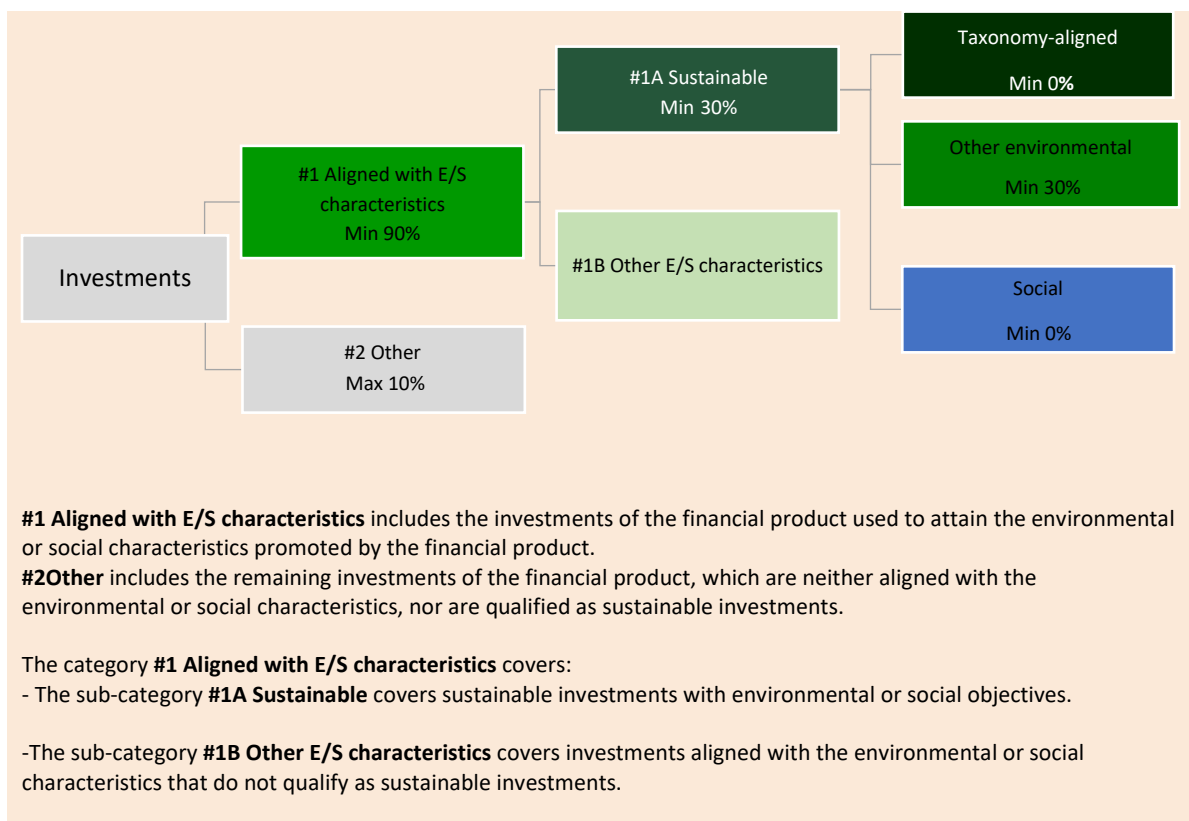 Taxonomy-aligned
Min 0%
#1A Sustainable
Min 30%
Other environmental
Min 30%
#1 Aligned with E/S
characteristics
Min 90%
#1B Other E/S characteristics
Investments
Social
Min 0%
#2 Other
Max 10%
#1 Aligned with E/S characteristics includes the investments of the financial product used to attain the environmental
or social characteristics promoted by the financial product.
#2Other includes the remaining investments of the financial product, which are neither aligned with the
environmental or social characteristics, nor are qualified as sustainable investments.
The category #1 Aligned with E/S characteristics covers:
- The sub-category #1A Sustainable covers sustainable investments with environmental or social objectives.
-The sub-category #1B Other E/S characteristics covers investments aligned with the environmental or social
characteristics that do not qualify as sustainable investments.